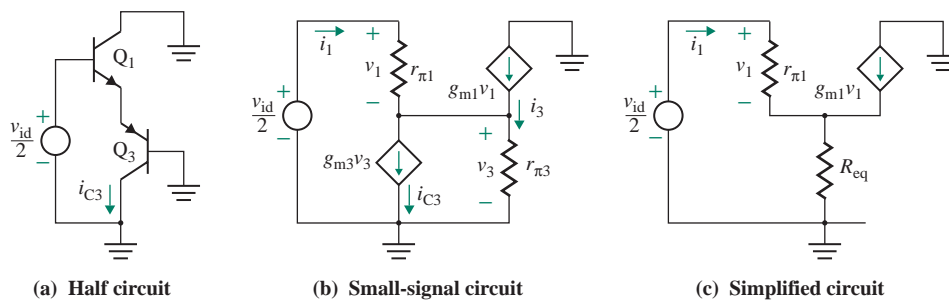 Q1
Q3
+
vid/2
−
iC3
(a) Half circuit
i1
+
v1
−
rπ1
gm1v1
i3
+
vid/2
−
gm3v3
iC3
+
v3
−
rπ3
(b) Small-signal circuit
i1
+
v1
−
rπ1
gm1v1
+
vid/2
−
Req
(c) Simplified circuit